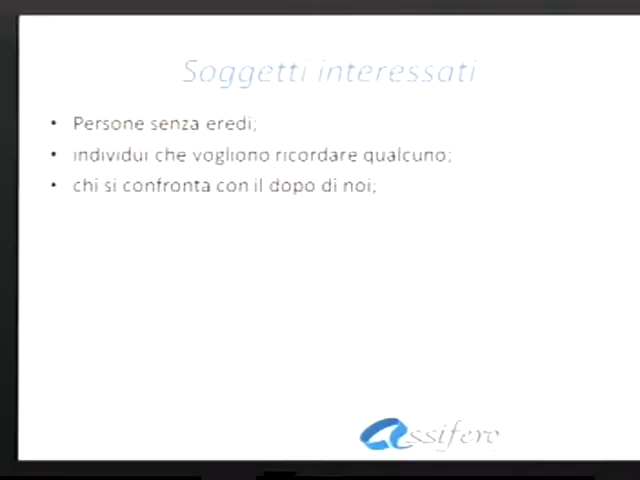 Soggetti interessati
• Persone senza eredi;
• individui che vogliono ricordare qualcuno;
• chi si confronta con il dopo di noi;
assifero